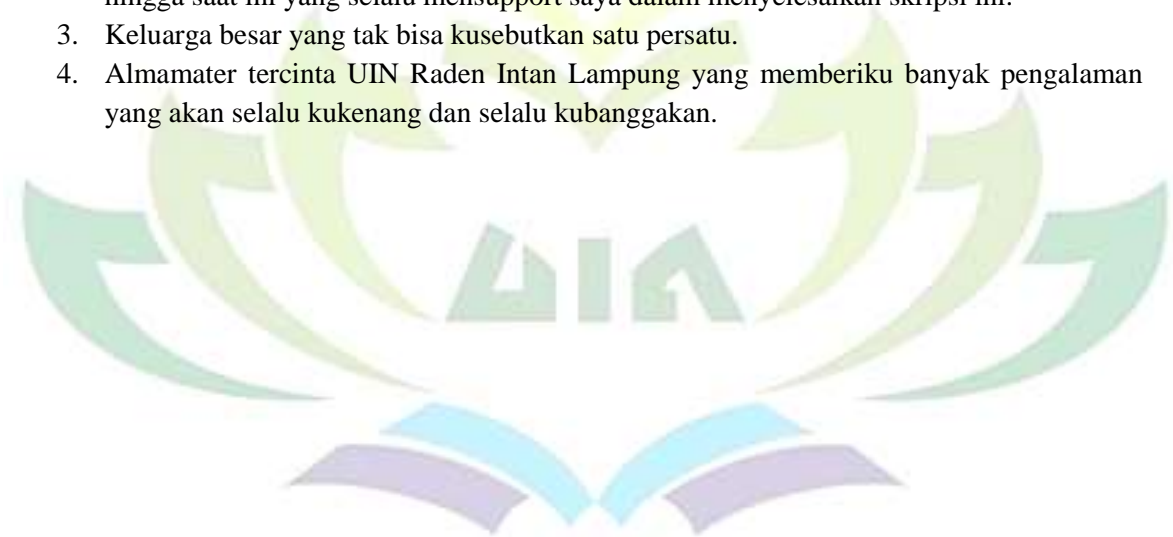 hingga saat ini yang selalu mensupport saya dalam menyelesaikan skripsi ini.
3. Keluarga besar yang tak bisa kusebutkan satu persatu.
4. Almamater tercinta UIN Raden Intan Lampung yang memberiku banyak pengalaman
yang akan selalu kukenang dan selalu kubanggakan.
UIN